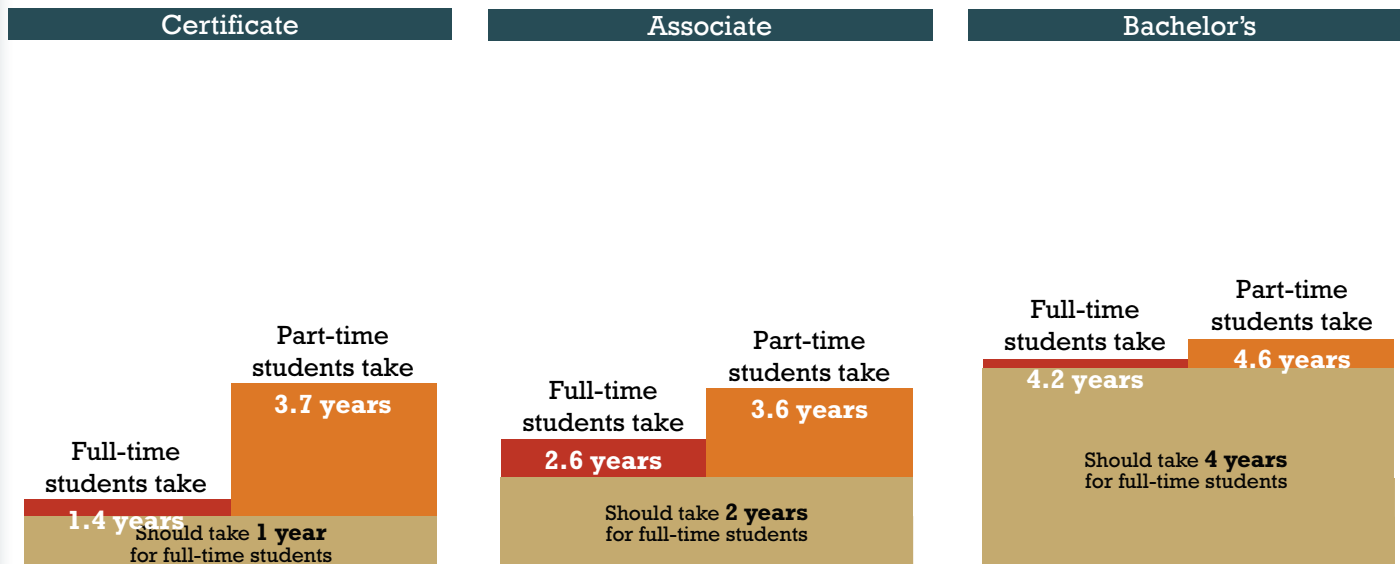 Certificate
Full-time
students take
1.4 years
Part-time
students take
3.7 years
Should take 1 year
for full-time students
Associate
Full-time
students take
2.6 years
Part-time
students take
3.6 years
Should take 2 years
for full-time students
Bachelor's
Full-time
students take
4.2 years
Part-time
students take
4.6 years
Should take 4 years
for full-time students